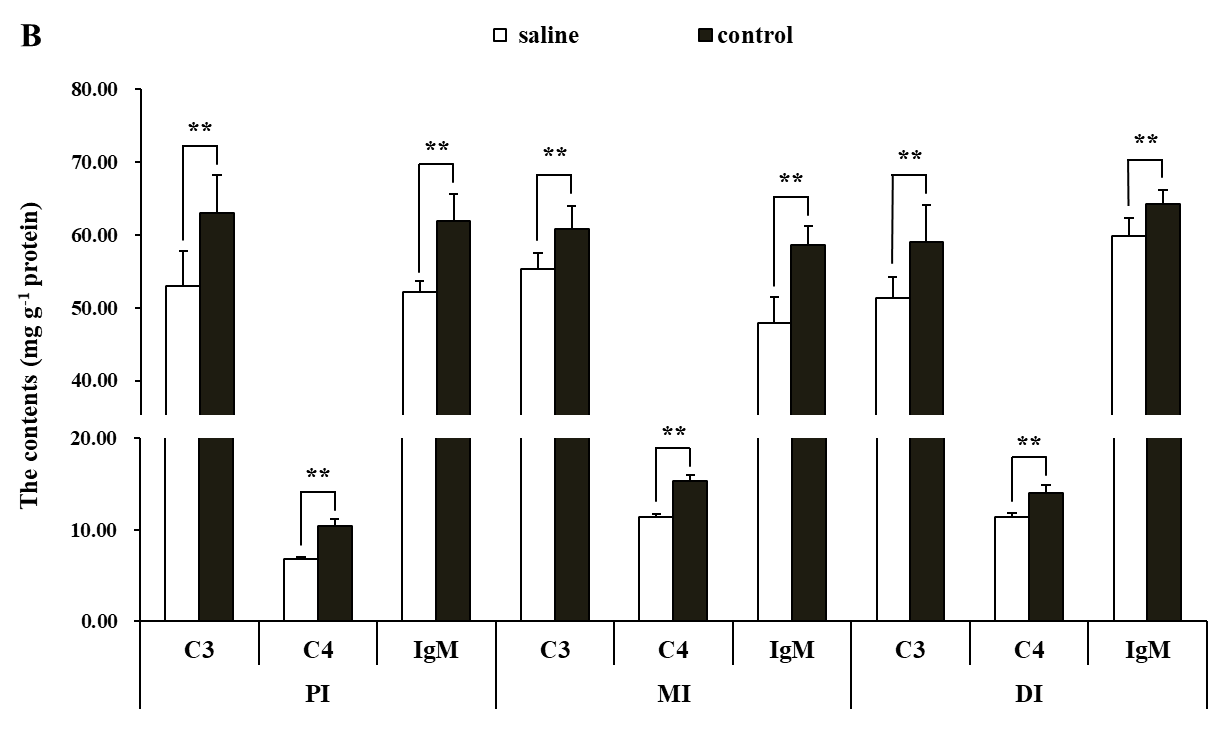 B
saline control
80.00
70.00
60.00
50.00
40.00
20.00
10.00
0.00
The contents (mg g-1 protein)
** ** ** ** ** **
** ** **
C3 C4 IgM C3 C4 IgM C3 C4 IgM
PI MI DI